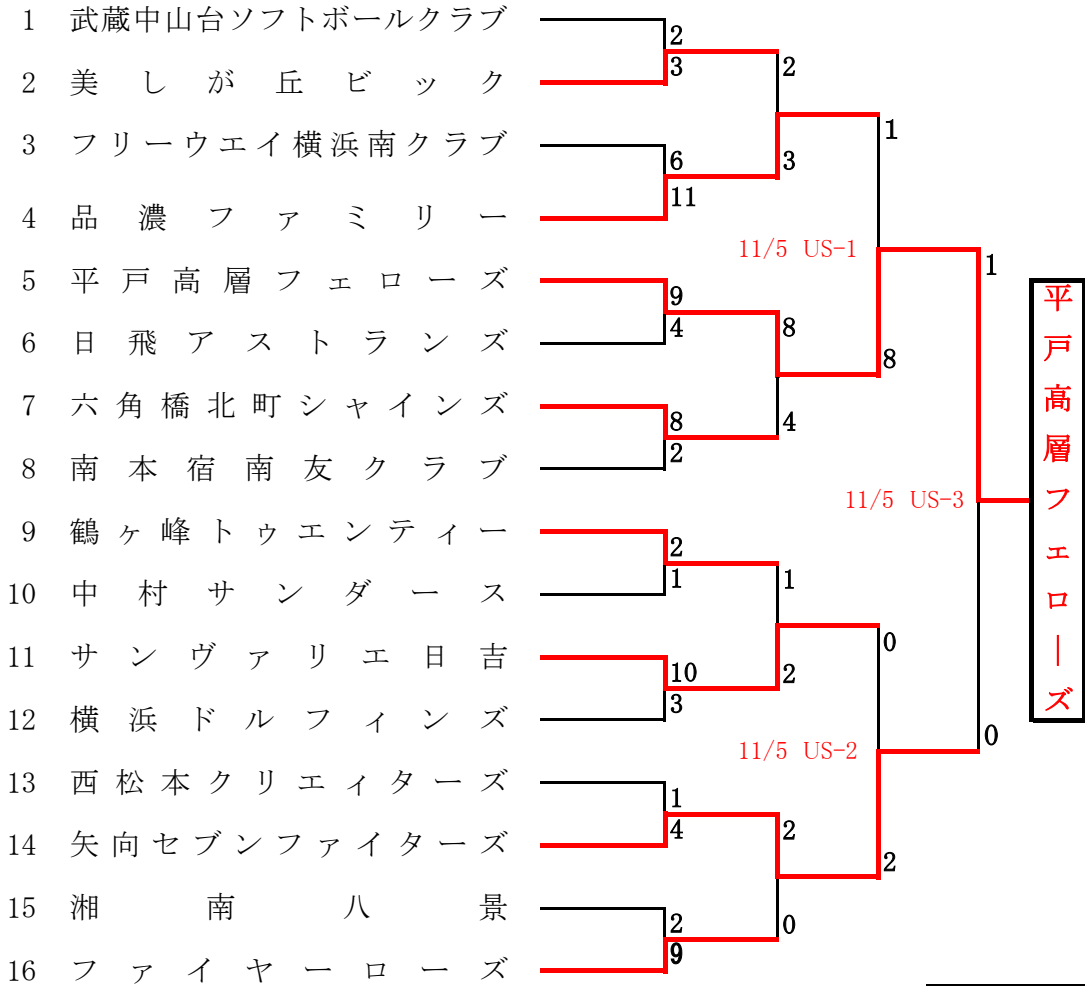 1 武蔵中山台ソフトボールクラブ
2 美しが丘ビック
3 フリーウエイ横浜南クラブ
4 品濃ファミリー
5 平戸高層フェローズ
6 日飛アストランズ
7 六角橋北町シャインズ
8 南本宿南友クラブ
9 鶴ヶ峰トゥエンティー
10 中村サンダース
11 サンヴァリエ日吉
12 横浜ドルフィンズ
13 西松本クリエィターズ
14 矢向セブンファイターズ
15 湘南八景
16 ファイヤーローズ
2
3
6
11
9
4
8
2
2
1
10
3
1
4
2
9
2
3
8
4
1
2
2
0
1
8
0
2
11/5 US-1
11/5 US-2
1
0
11/5 US-3
平戸高層フェローズ